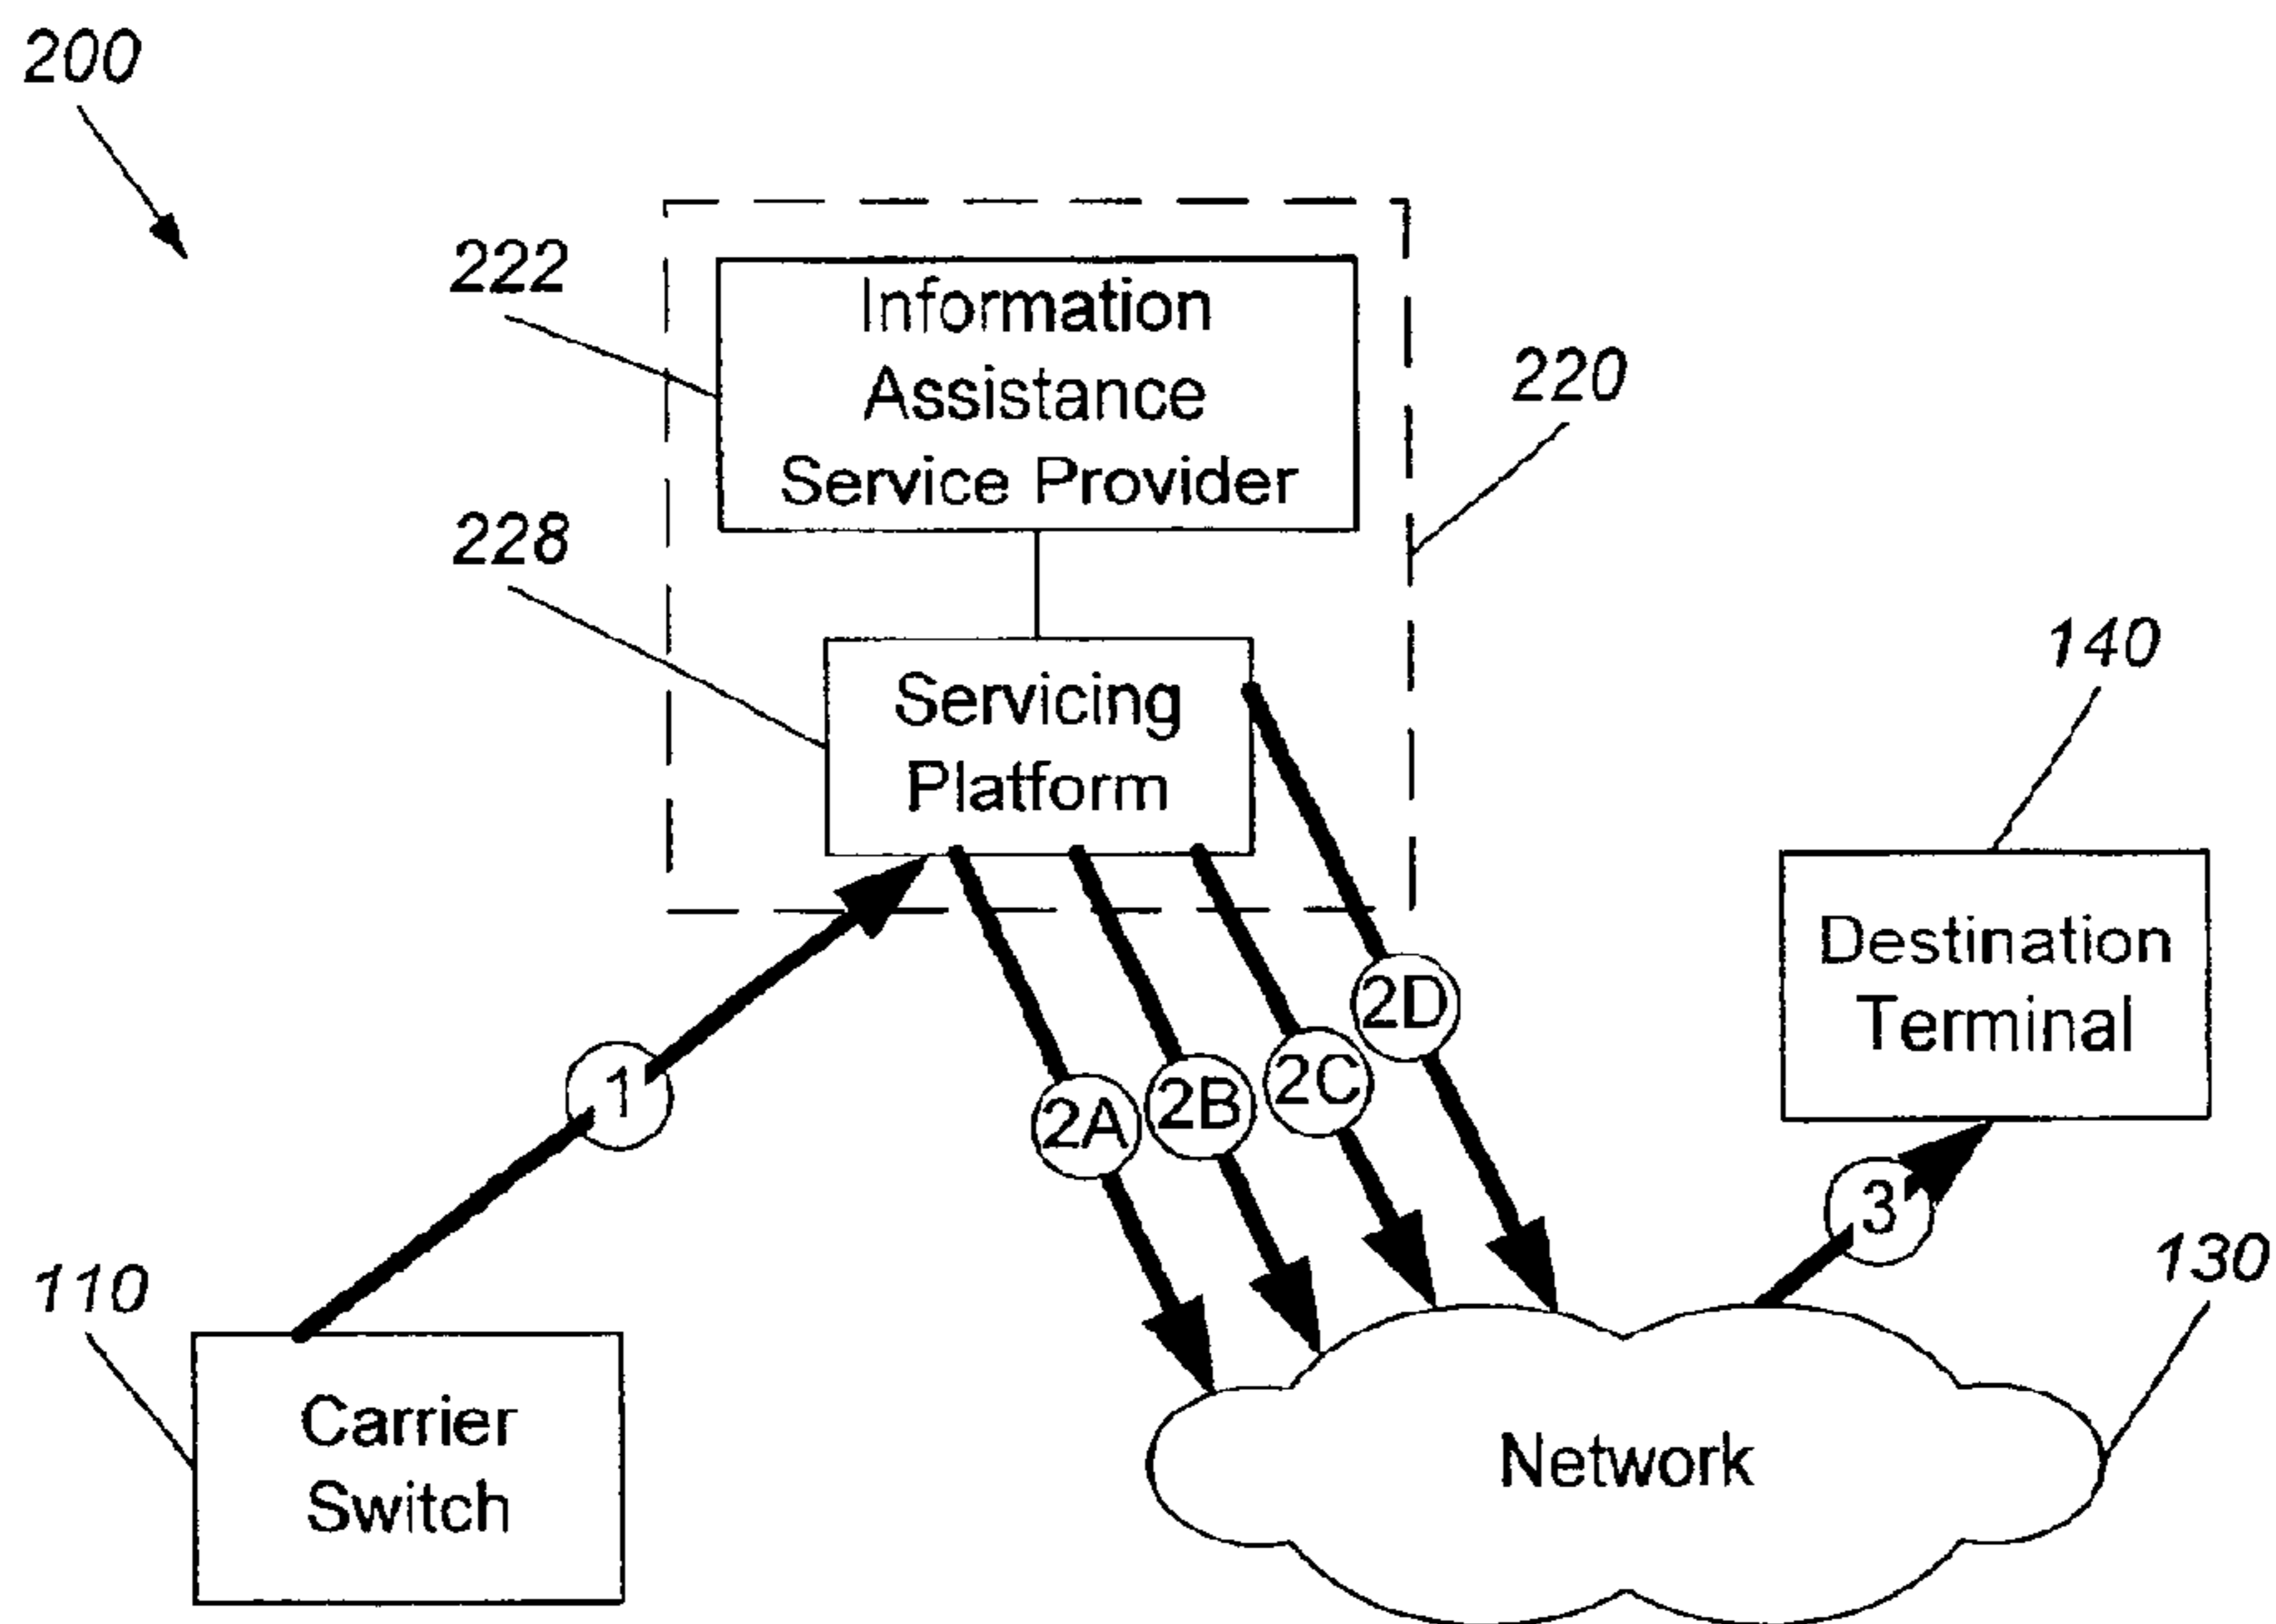 200
222
Information
Assistance
Service Provider
220
228
Servicing
Platform
140
Destination
Terminal
1
2A
2B
2C
2D
3
110
130
Carrier
Switch
Network